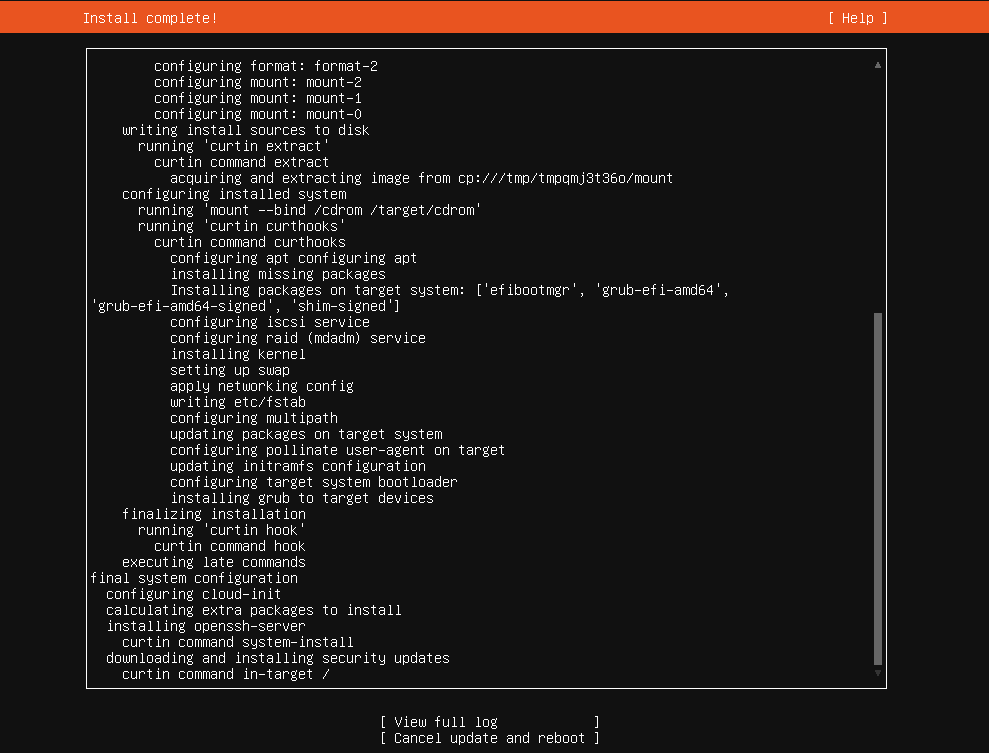 Install complete!
[ Help ]
configuring format: format-2
configuring mount: mount-2
configuring mount: mount-1
configuring mount: mount-0
writing install sources to disk
running 'curtin extract'
curtin command extract
acquiring and extracting image from cp:///tmp/tmpqmj3t36o/mount
configuring installed system
running 'mount --bind /cdrom /target/cdrom'
running 'curtin curthooks'
curtin command curthooks
configuring apt configuring apt
installing missing packages
Installing packages on target system: ['efibootmgr', 'grub-efi-amd64',
'grub-efi-amd64-signed', 'shim-signed']
configuring iscsi service
configuring raid (mdadm) service
installing kernel
setting up swap
apply networking config
writing etc/fstab
configuring multipath
updating packages on target system
configuring pollinate user-agent on target
updating initramfs configuration
configuring target system bootloader
installing grub to target devices
finalizing installation
running 'curtin hook'
curtin command hook
executing late commands
final system configuration
configuring cloud-init
calculating extra packages to install
installing openssh-server
curtin command system-install
downloading and installing security updates
curtin command in-target /
[ View full log ]
[ Cancel update and reboot ]